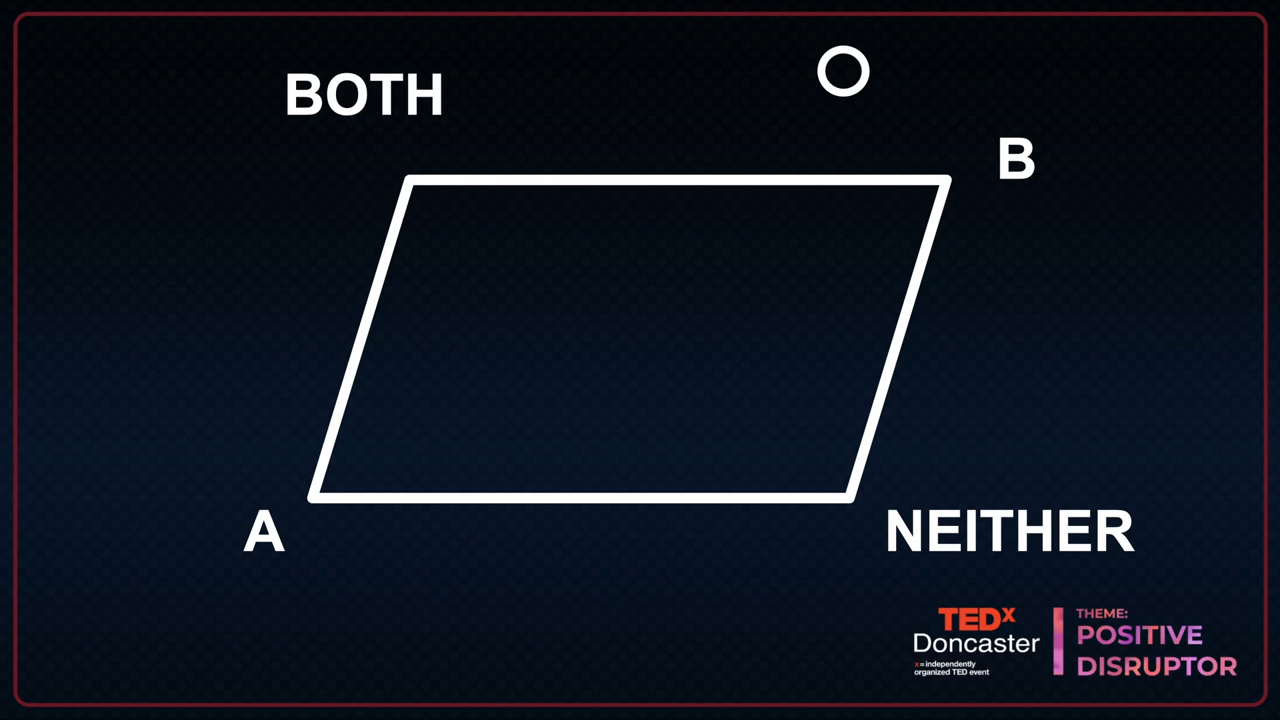 BOTH
B
A
NEITHER
TEDx
Doncaster
x = independently
organized TED event
THEME:
POSITIVE
DISRUPTOR